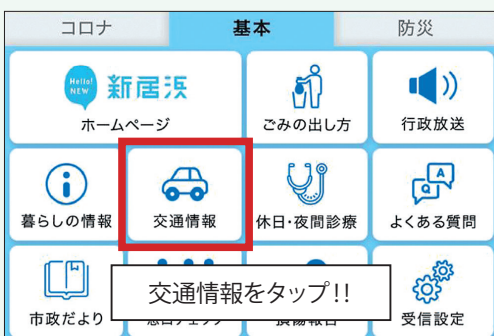 コロナ
基本
防災
Hello!
NEW
新居浜
ホームページ
ごみの出し方
行政放送
暮らしの情報
交通情報
休日・夜間診療
Q
A
よくある質問
交通情報をタップ!!
市政だより
受信設定